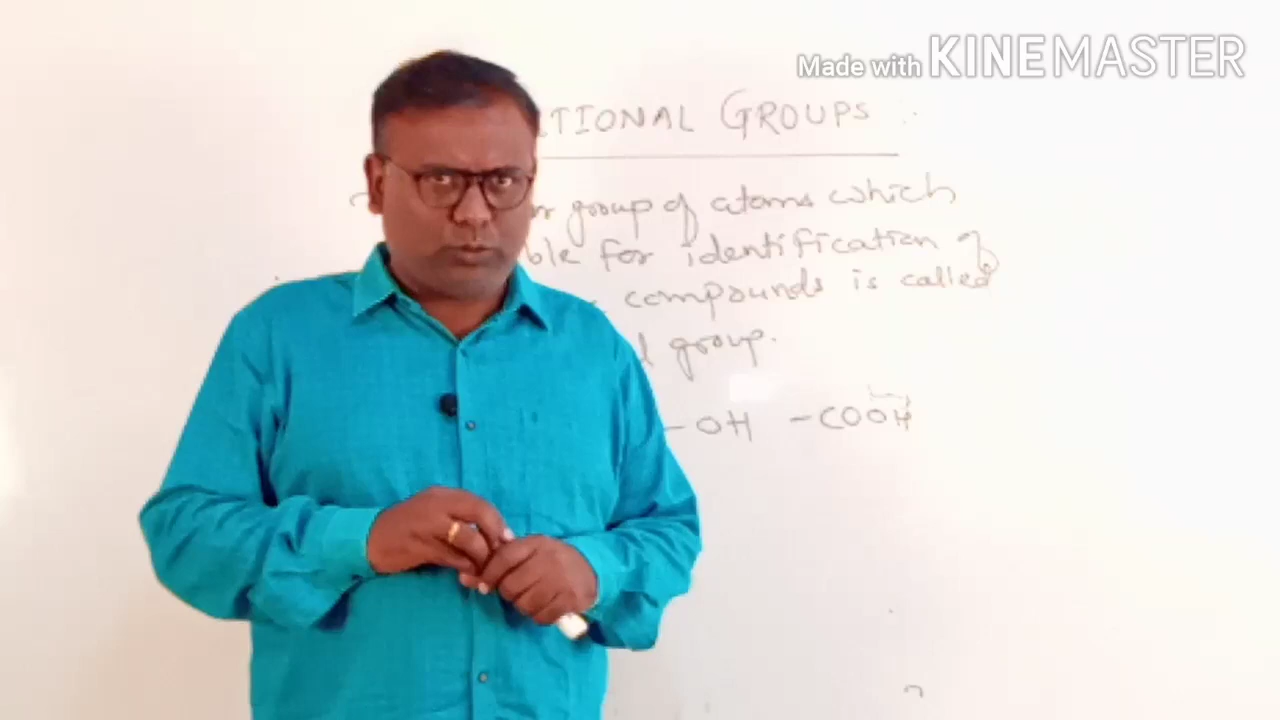 Made with KINEMASTER
TIONAL GROUPS
group of atoms which
ble for identification of
compounds is called
group.
-OH -COOH